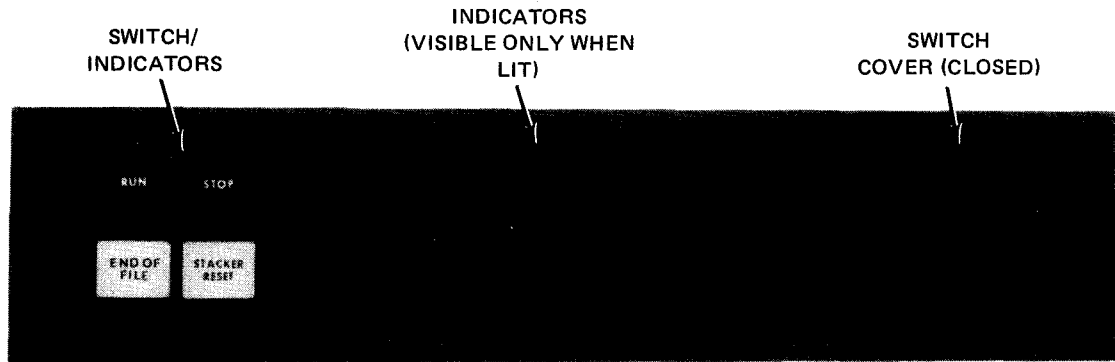 SWITCH/
INDICATORS
INDICATORS
(VISIBLE ONLY WHEN
LIT)
SWITCH
COVER (CLOSED)
RUN
STOP
END OF
FILE
STACKER
RESET